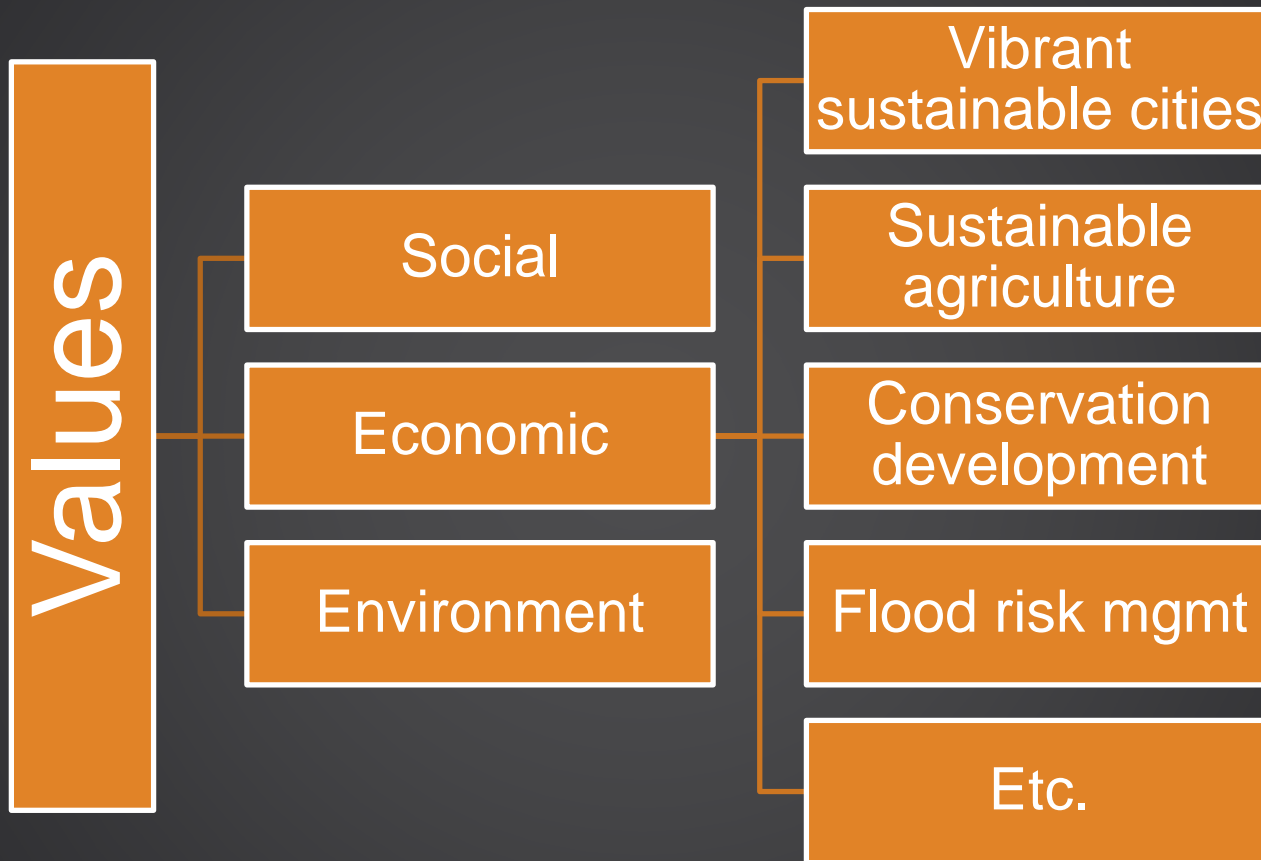 Values
Social
Economic
Environment
Vibrant
sustainable cities
Sustainable
agriculture
Conservation
development
Flood risk mgmt
Etc.